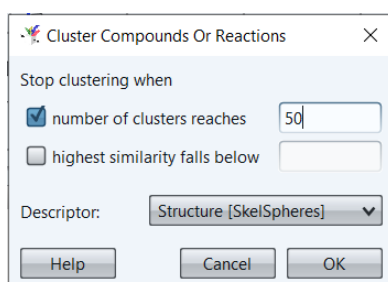 Cluster Compounds Or Reactions
Stop clustering when
number of clusters reaches 50
highest similarity falls below
Descriptor: Structure [SkelSpheres]
Help Cancel OK